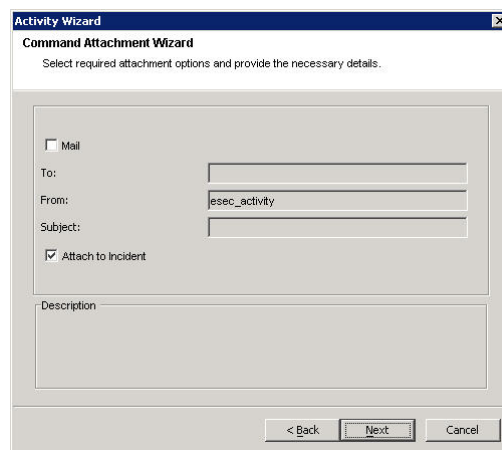 Activity Wizard
Command Attachment Wizard
Select required attachment options and provide the necessary details.
Mail
To:
From: esec_activity
Subject:
Attach to Incident
Description
< Back Next Cancel